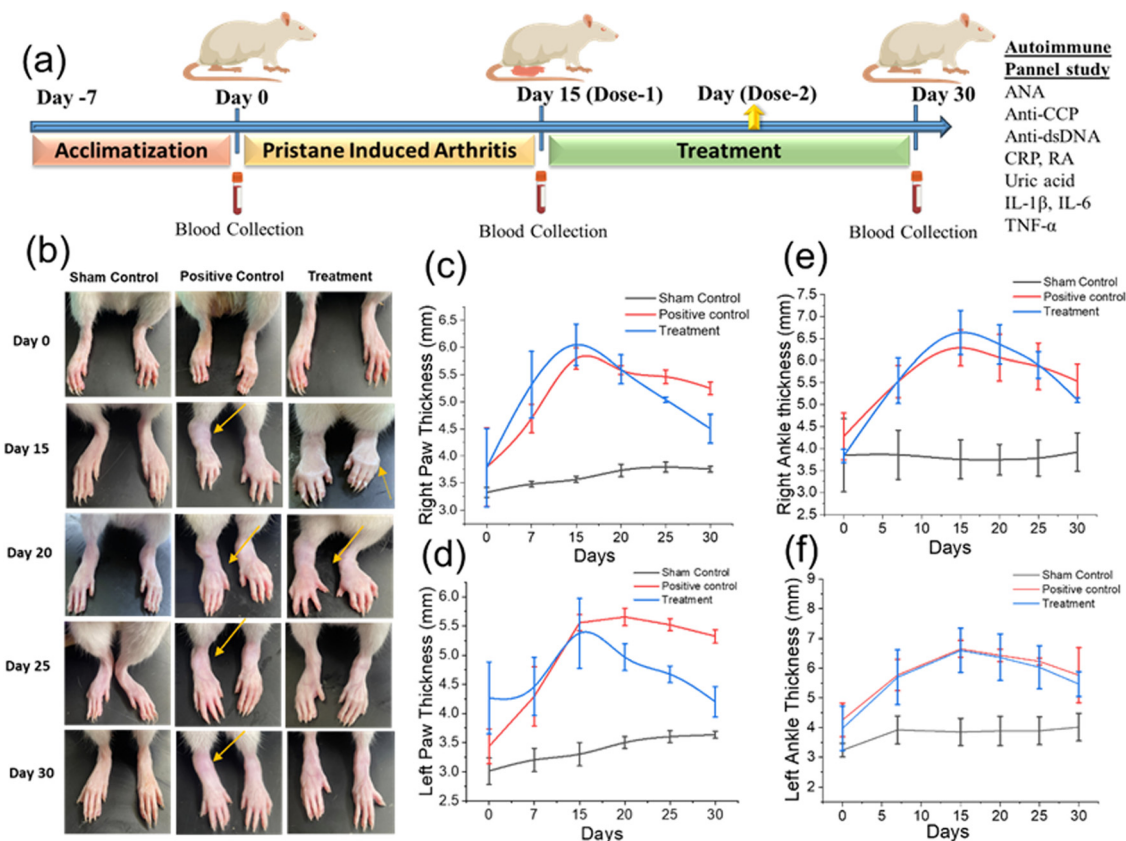 (a)
Day -7
Day 0
Day 15 (Dose-1)
Day (Dose-2)
Day 30
Acclimatization
Pristane Induced Arthritis
Treatment
Blood Collection
Blood Collection
Blood Collection
Autoimmune
Pannel study
ANA
Anti-CCP
Anti-dsDNA
CRP, RA
Uric acid
IL-1β, IL-6
TNF-α
(b)
Sham Control
Positive Control
Treatment
Day 0
Day 15
Day 20
Day 25
Day 30
(c)
Sham Control
Positive control
Treatment
Right Paw Thickness (mm)
6.5
6.0
5.5
5.0
4.5
4.0
3.5
3.0
0
7
15
20
25
30
Days
(d)
Sham Control
Positive control
Treatment
Left Paw Thickness (mm)
6.0
5.5
5.0
4.5
4.0
3.5
3.0
2.5
0
7
15
20
25
30
Days
(e)
Sham Control
Positive control
Treatment
Right Ankle thickness (mm)
7.5
7.0
6.5
6.0
5.5
5.0
4.5
4.0
3.5
3.0
2.5
0
5
10
15
20
25
30
Days
(f)
Sham Control
Positive control
Treatment
Left Ankle Thickness (mm)
9
8
7
6
5
4
3
2
0
5
10
15
20
25
30
Days